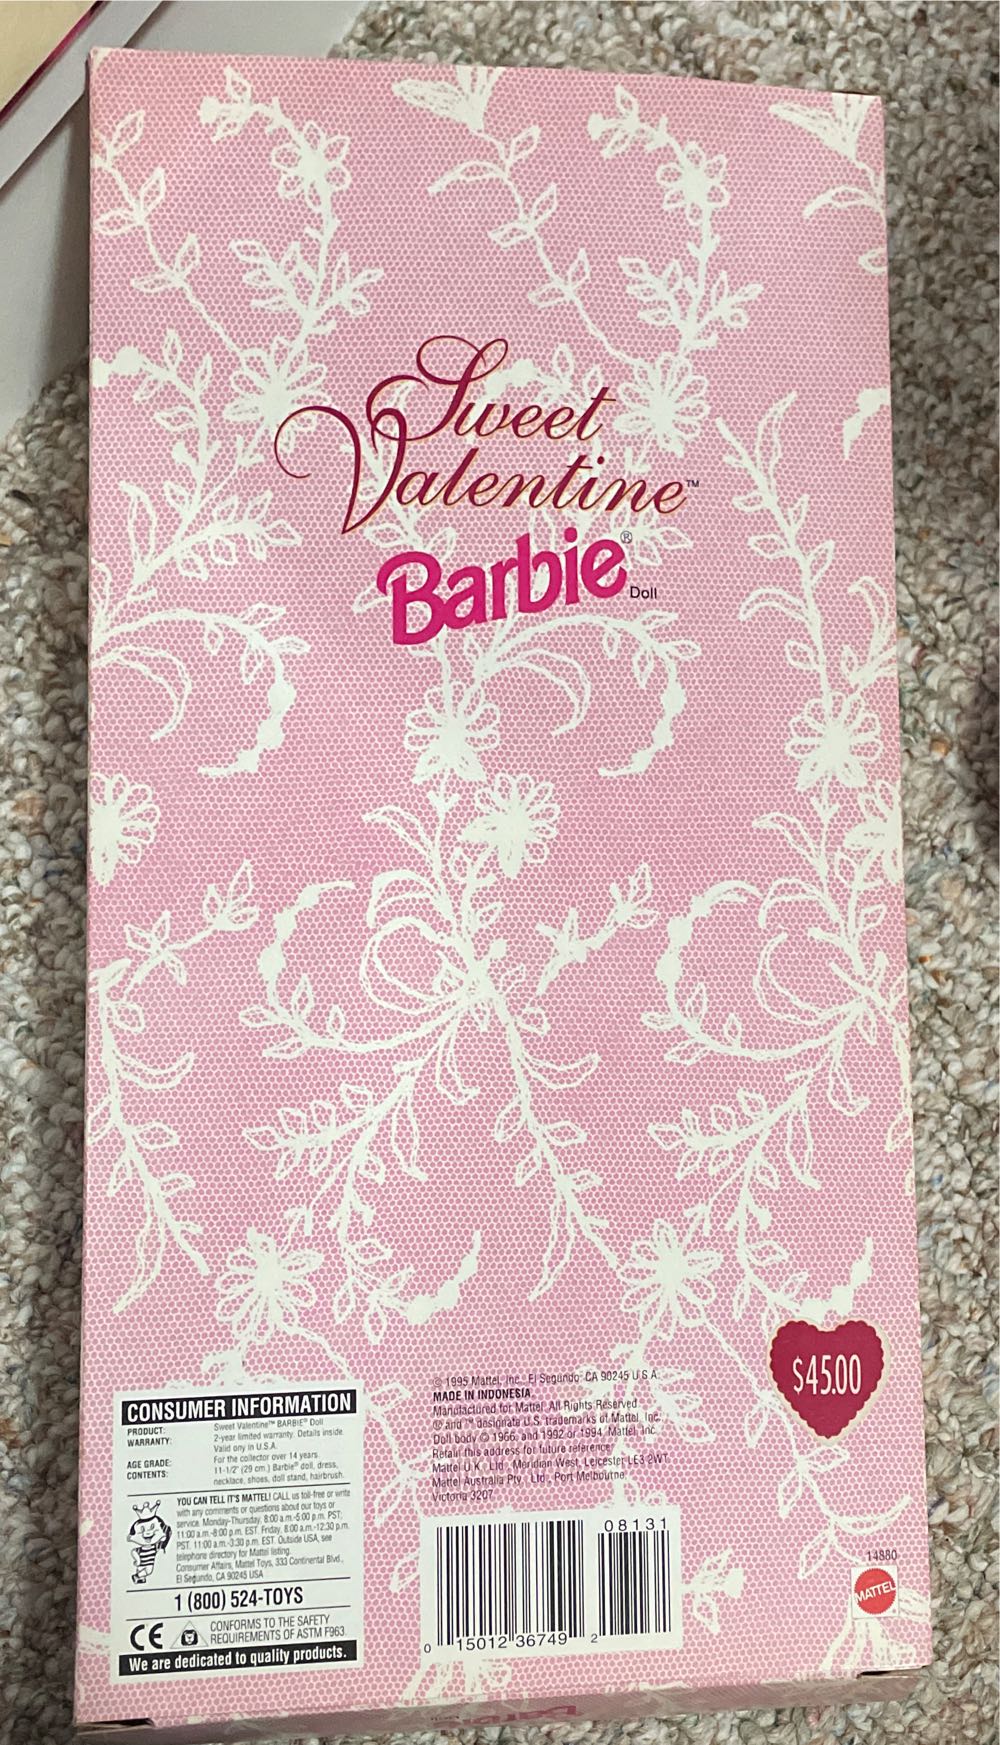 Sweet
Valentine™
Barbie® Doll
$45.00
CONSUMER INFORMATION
PRODUCT: Sweet Valentine™ BARBIE® Doll
WARRANTY: 2-year limited warranty. Details inside.
Valid ony in U.S.A.
AGE GRADE: For the collector over 14 years.
CONTENTS: 11-1/2" (29 cm.) Barbie® doll, dress,
necklace, shoes, doll stand, hairbrush.
YOU CAN TELL IT'S MATTEL! CALL us toll-free or write
with any comments or questions about our toys or
service. Monday-Thursday, 8:00 a.m.-5:00 p.m. PST;
11:00 a.m.-8:00 p.m. EST. Friday, 8:00 a.m.-12:30 p.m.
PST. 11:00 a.m.-3:30 p.m. EST. Outside USA, see
telephone directory for Mattel listing.
Consumer Affairs, Mattel Toys, 333 Continental Blvd.,
El Segundo, CA 90245 USA
1 (800) 524-TOYS
CE
CONFORMS TO THE SAFETY
REQUIREMENTS OF ASTM F963.
We are dedicated to quality products.
© 1995 Mattel, Inc., El Segundo, CA 90245 U.S.A.
MADE IN INDONESIA.
Manufactured for Mattel. All Rights Reserved.
® and ™ designate U.S. trademarks of Mattel, Inc.
Doll body © 1966, and 1992 or 1994, Mattel, Inc.
Retain this address for future reference:
Mattel U.K., Ltd., Meridian West, Leicester LE3 2WT.
Mattel Australia Pty., Ltd., Port Melbourne,
Victoria 3207.
08131
0 15012 36749 2
14880
MATTEL